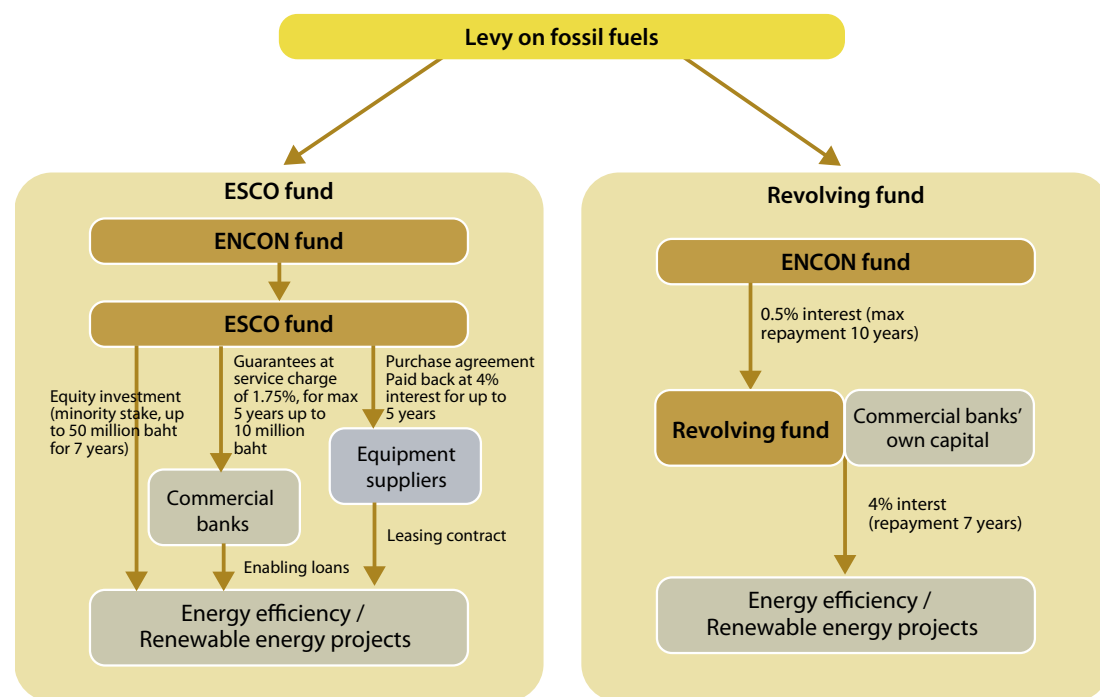 Levy on fossil fuels
ESCO fund
ENCON fund
ESCO fund
Equity investment
(minority stake, up
to 50 million baht
for 7 years)
Guarantees at
service charge
of 1.75%, for max
5 years up to
10 million
baht
Purchase agreement
Paid back at 4%
interest for up to
5 years
Commercial
banks
Equipment
suppliers
Enabling loans
Leasing contract
Energy efficiency /
Renewable energy projects
Revolving fund
ENCON fund
0.5% interest (max
repayment 10 years)
Revolving fund
Commercial banks’
own capital
4% interst
(repayment 7 years)
Energy efficiency /
Renewable energy projects